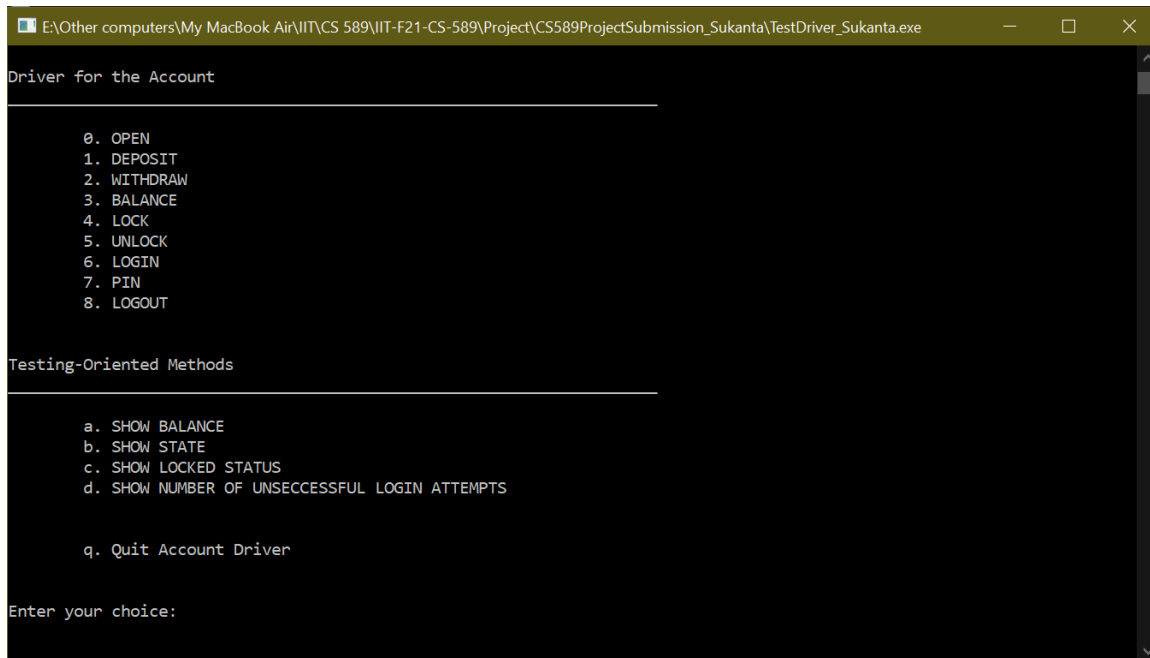 E:\Other computers\My MacBook Air\IIT\CS 589\IIT-F21-CS-589\Project\CS589ProjectSubmission_Sukanta\TestDriver_Sukanta.exe
Driver for the Account
0. OPEN
1. DEPOSIT
2. WITHDRAW
3. BALANCE
4. LOCK
5. UNLOCK
6. LOGIN
7. PIN
8. LOGOUT
Testing-Oriented Methods
a. SHOW BALANCE
b. SHOW STATE
c. SHOW LOCKED STATUS
d. SHOW NUMBER OF UNSECCESSFUL LOGIN ATTEMPTS
q. Quit Account Driver
Enter your choice: